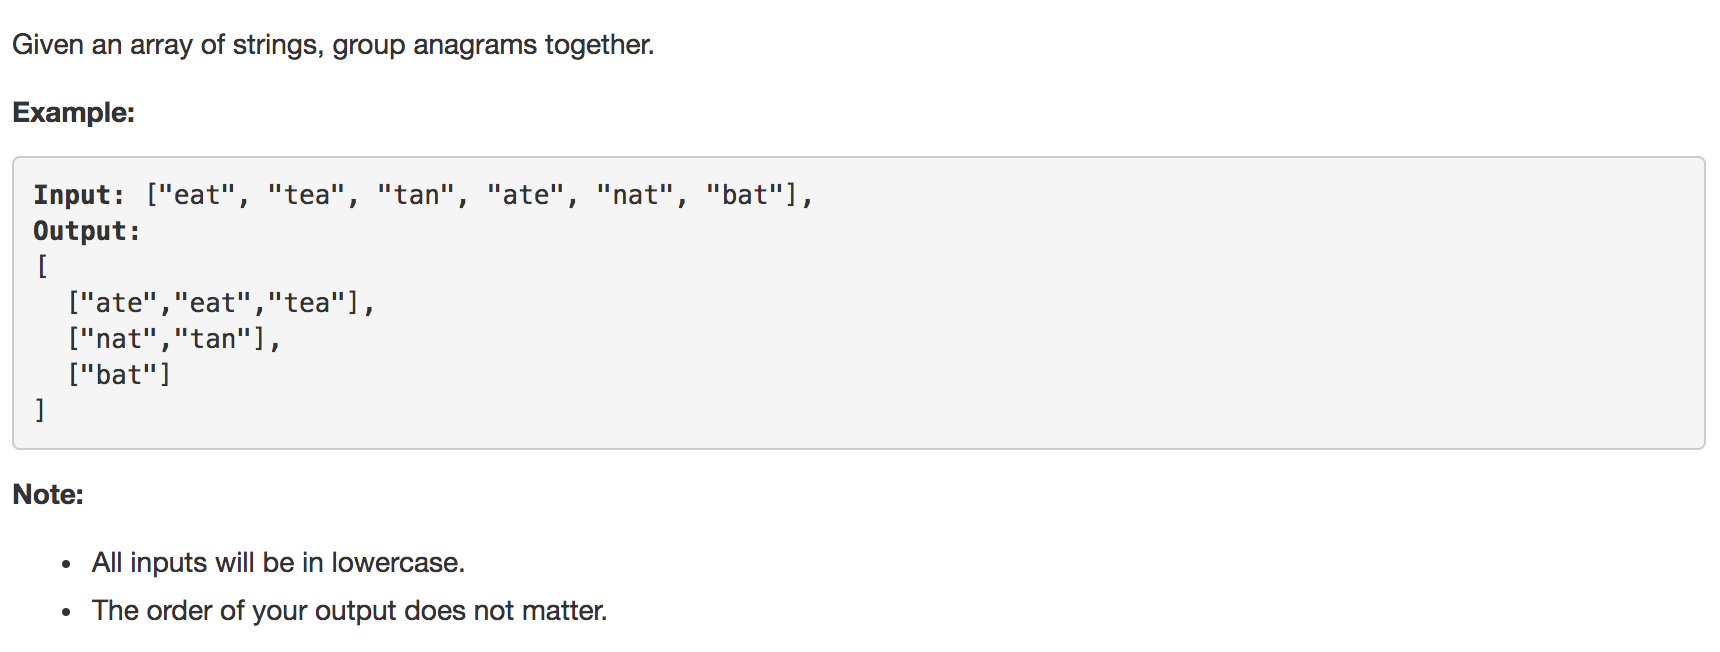 Given an array of strings, group anagrams together.
Example:
Input: ["eat", "tea", "tan", "ate", "nat", "bat"],
Output:
[
  ["ate","eat","tea"],
  ["nat","tan"],
  ["bat"]
]
Note:
• All inputs will be in lowercase.
• The order of your output does not matter.